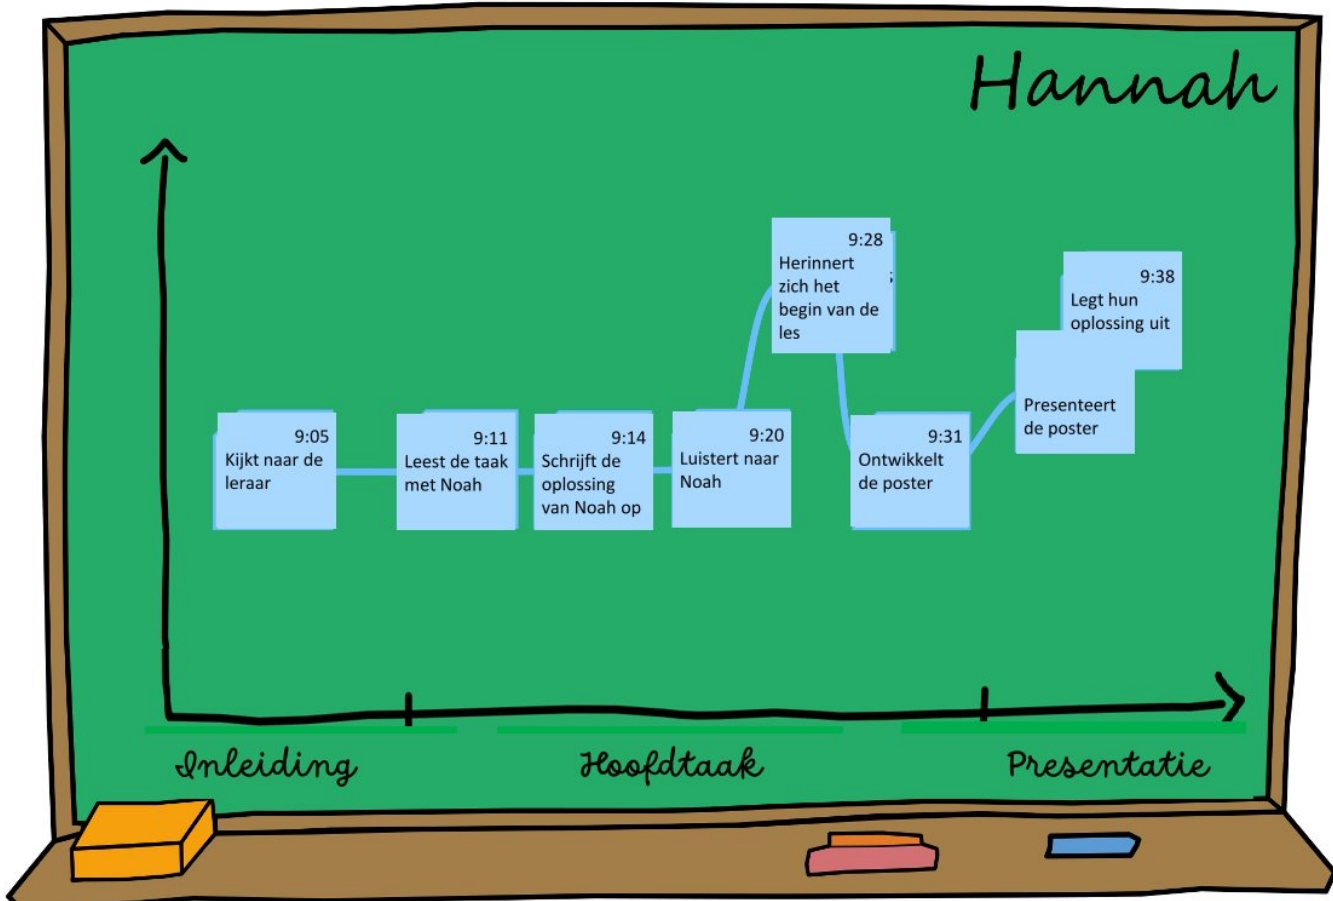 Hannah
9:05
Kijkt naar de
leraar
9:11
Leest de taak
met Noah
9:14
Schrijft de
oplossing
van Noah op
9:20
Luistert naar
Noah
9:28
Herinnert
zich het
begin van de
les
9:31
Ontwikkelt
de poster
Presenteert
de poster
9:38
Legt hun
oplossing uit
Inleiding
Hoofdtaak
Presentatie